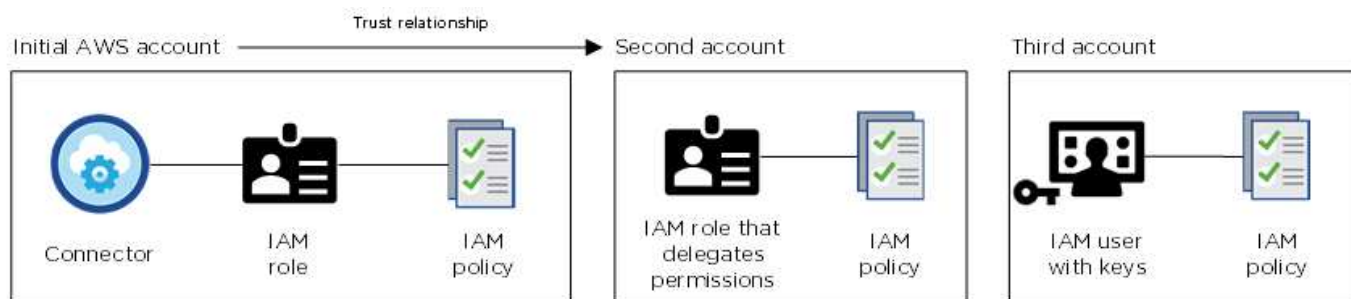 Trust relationship
Initial AWS account
Second account
Third account
Connector
IAM
role
IAM
policy
IAM role that
delegates
permissions
IAM
policy
IAM user
with keys
IAM
policy